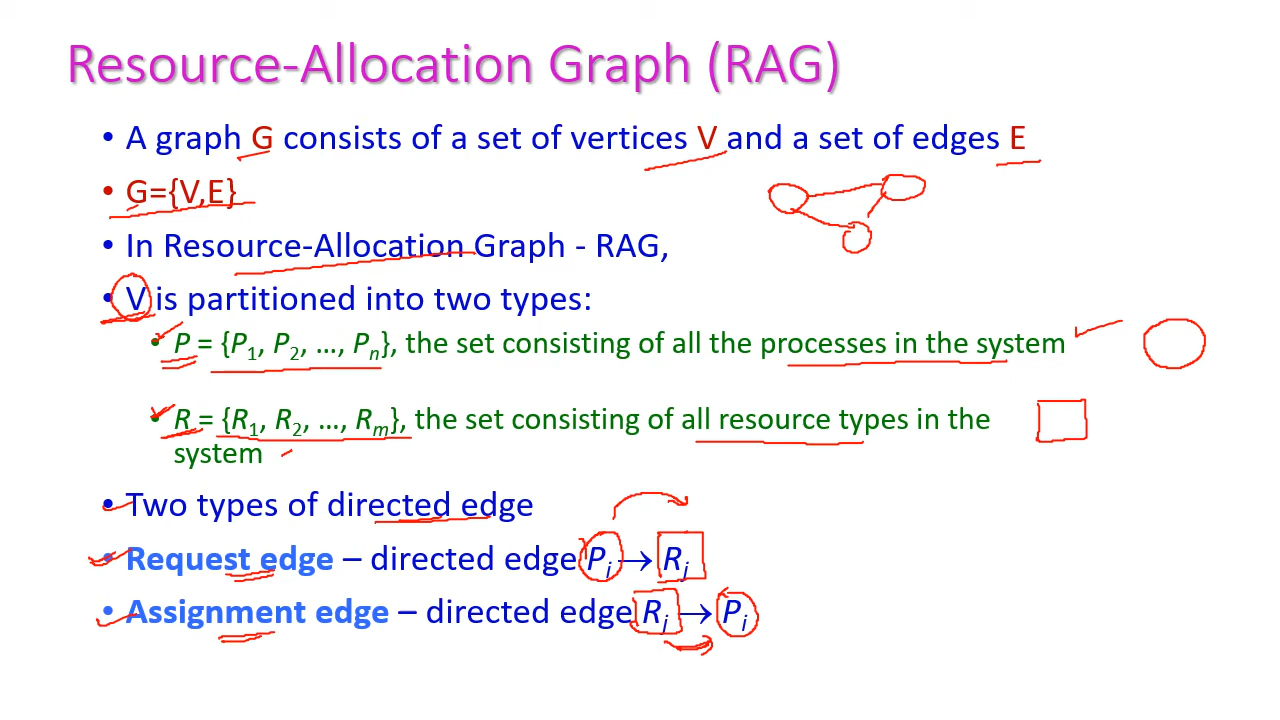 Resource-Allocation Graph (RAG)
• A graph G consists of a set of vertices V and a set of edges E
• G={V,E}
• In Resource-Allocation Graph - RAG,
• V is partitioned into two types:
• P = {P1, P2, …, Pn}, the set consisting of all the processes in the system
• R = {R1, R2, …, Rm}, the set consisting of all resource types in the
system
• Two types of directed edge
• Request edge – directed edge Pi → Rj
• Assignment edge – directed edge Rj → Pi